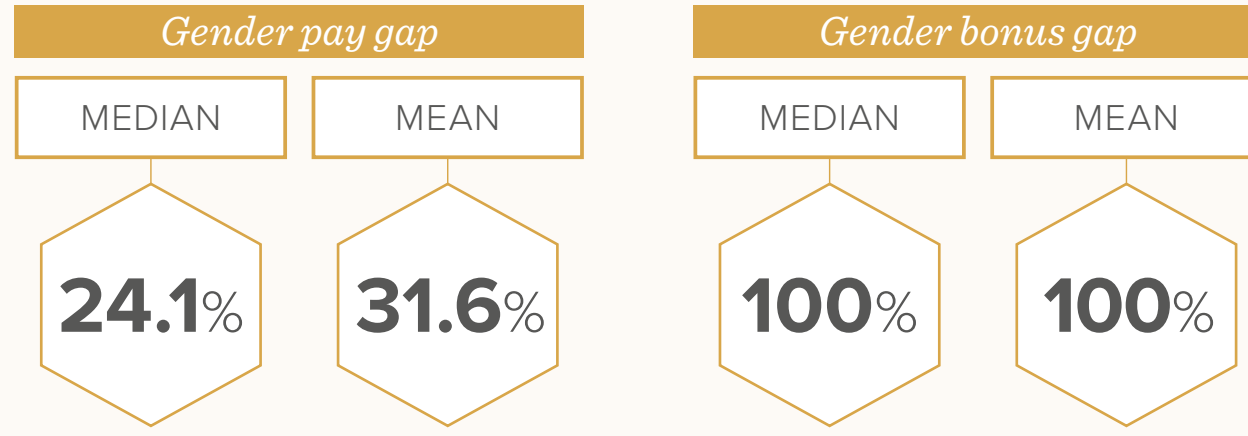 Gender pay gap
MEDIAN
MEAN
24.1%
31.6%
Gender bonus gap
MEDIAN
MEAN
100%
100%